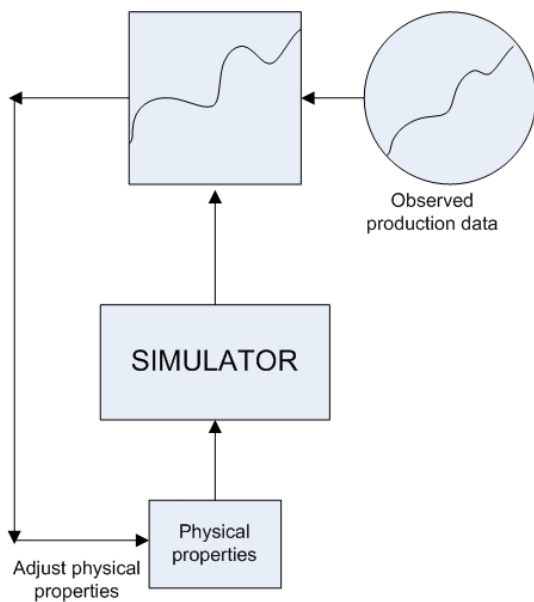 Observed
production data
SIMULATOR
Physical
properties
Adjust physical
properties